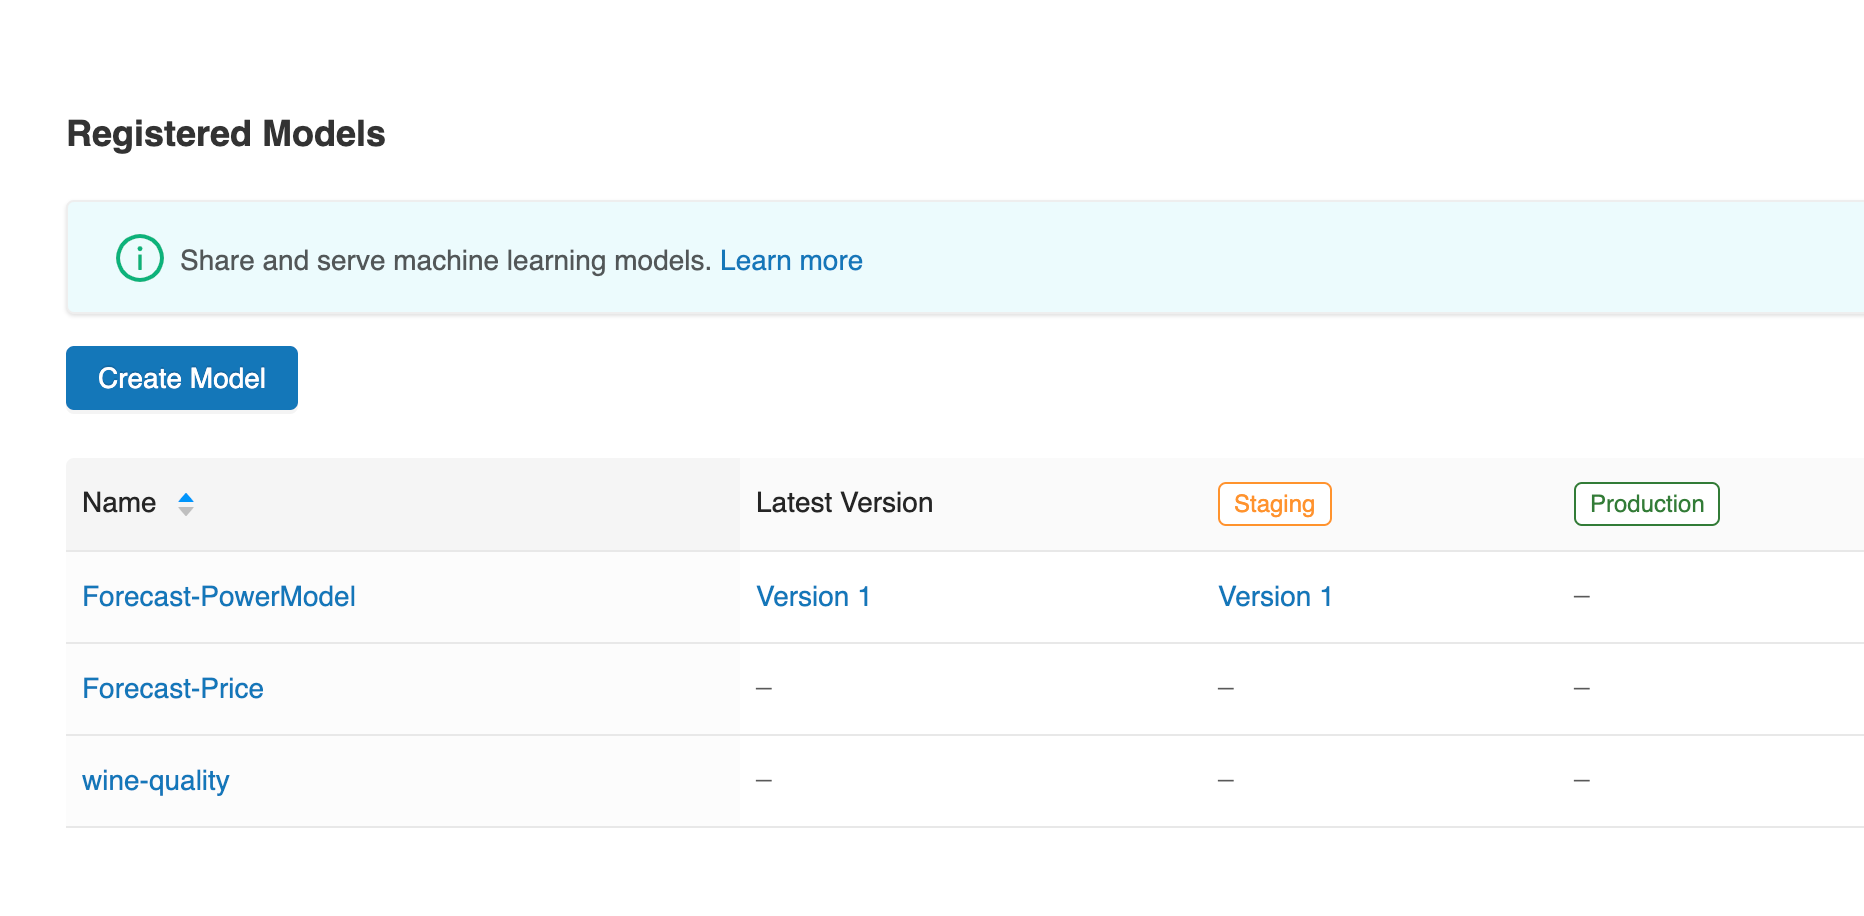 Registered Models
Share and serve machine learning models. Learn more
Create Model
Name Latest Version Staging Production
Forecast-PowerModel Version 1 Version 1 –
Forecast-Price – – –
wine-quality – – –